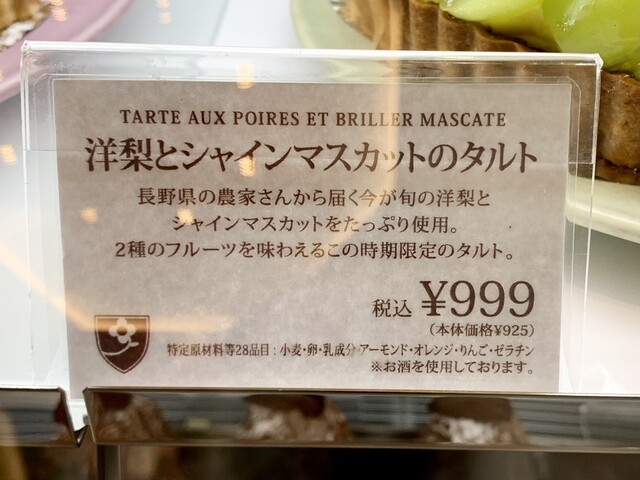 TARTE AUX POIRES ET BRILLER MASCATE
洋梨とシャインマスカットのタルト
長野県の農家さんから届く今が旬の洋梨と
シャインマスカットをたっぷり使用。
2種のフルーツを味わえるこの時期限定のタルト。
税込 ¥999
(本体価格¥925)
特定原材料等28品目：小麦・卵・乳成分 アーモンド・オレンジ・りんご・ゼラチン
※お酒を使用しております。